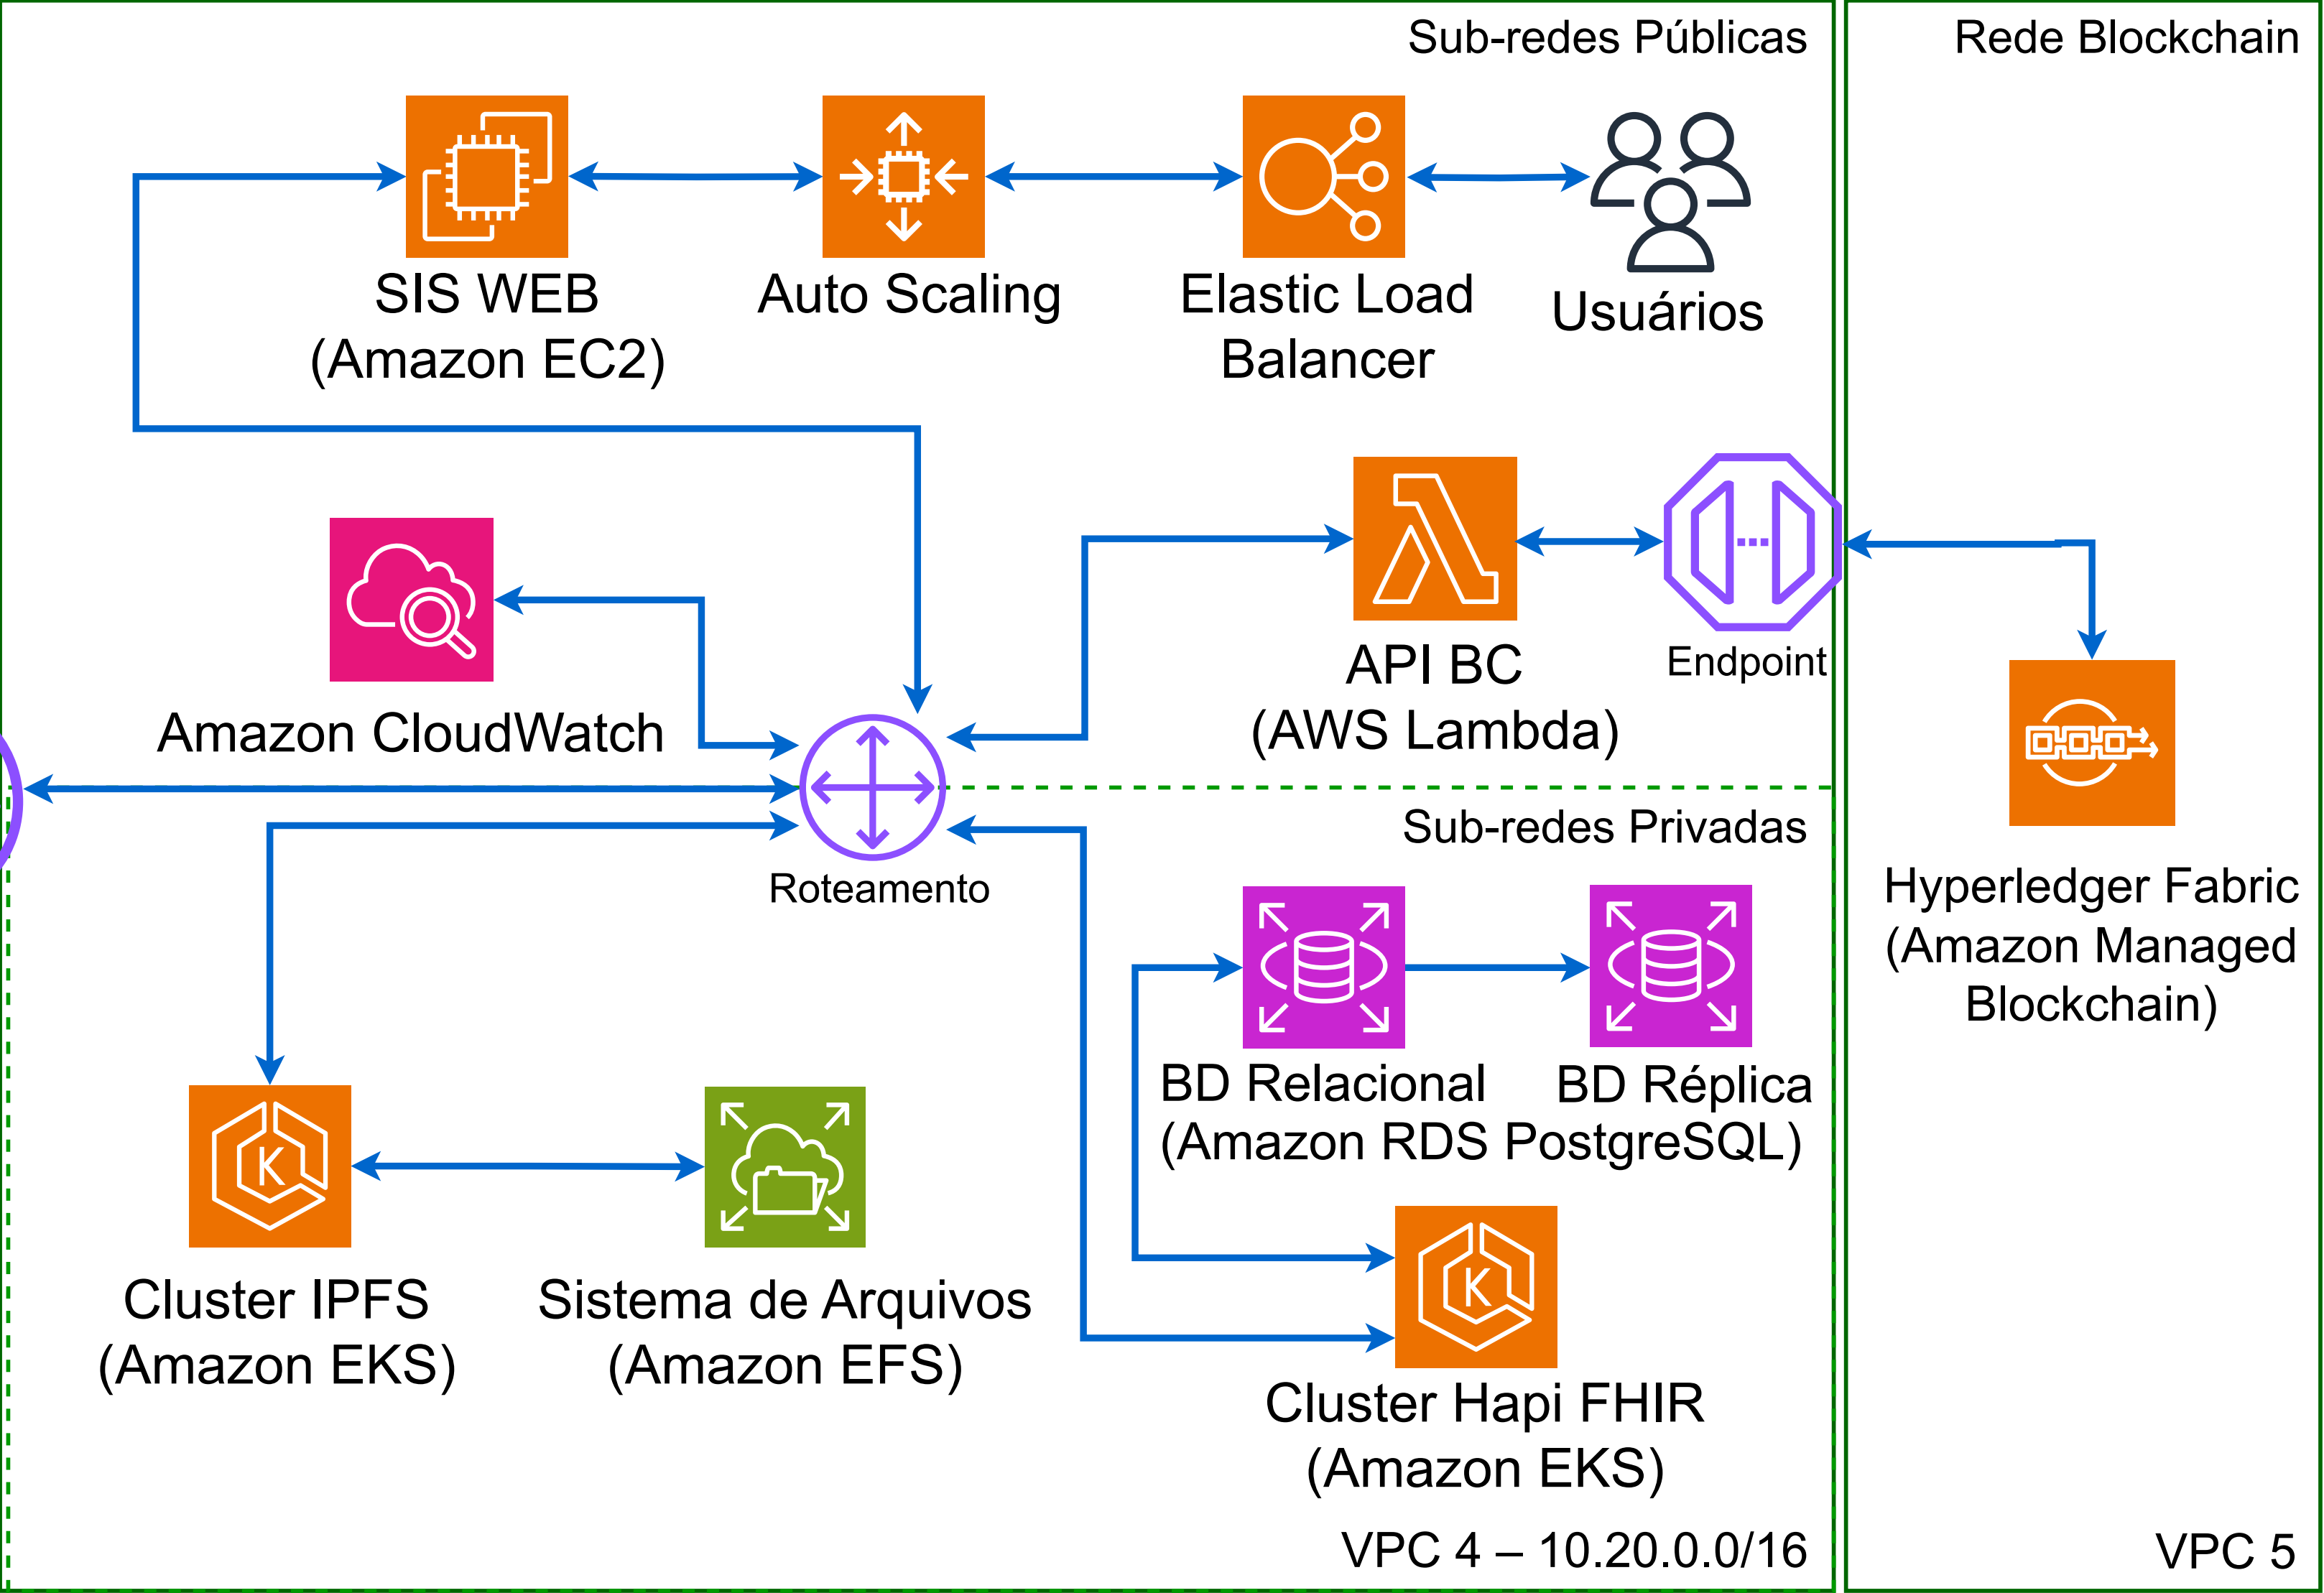 Sub-redes Públicas
Rede Blockchain
SIS WEB
(Amazon EC2)
Auto Scaling
Elastic Load
Balancer
Usuários
API BC
(AWS Lambda)
Endpoint
Amazon CloudWatch
Roteamento
Sub-redes Privadas
Hyperledger Fabric
(Amazon Managed
Blockchain)
BD Relacional
BD Réplica
(Amazon RDS PostgreSQL)
Cluster IPFS
(Amazon EKS)
Sistema de Arquivos
(Amazon EFS)
Cluster Hapi FHIR
(Amazon EKS)
VPC 4 – 10.20.0.0/16
VPC 5